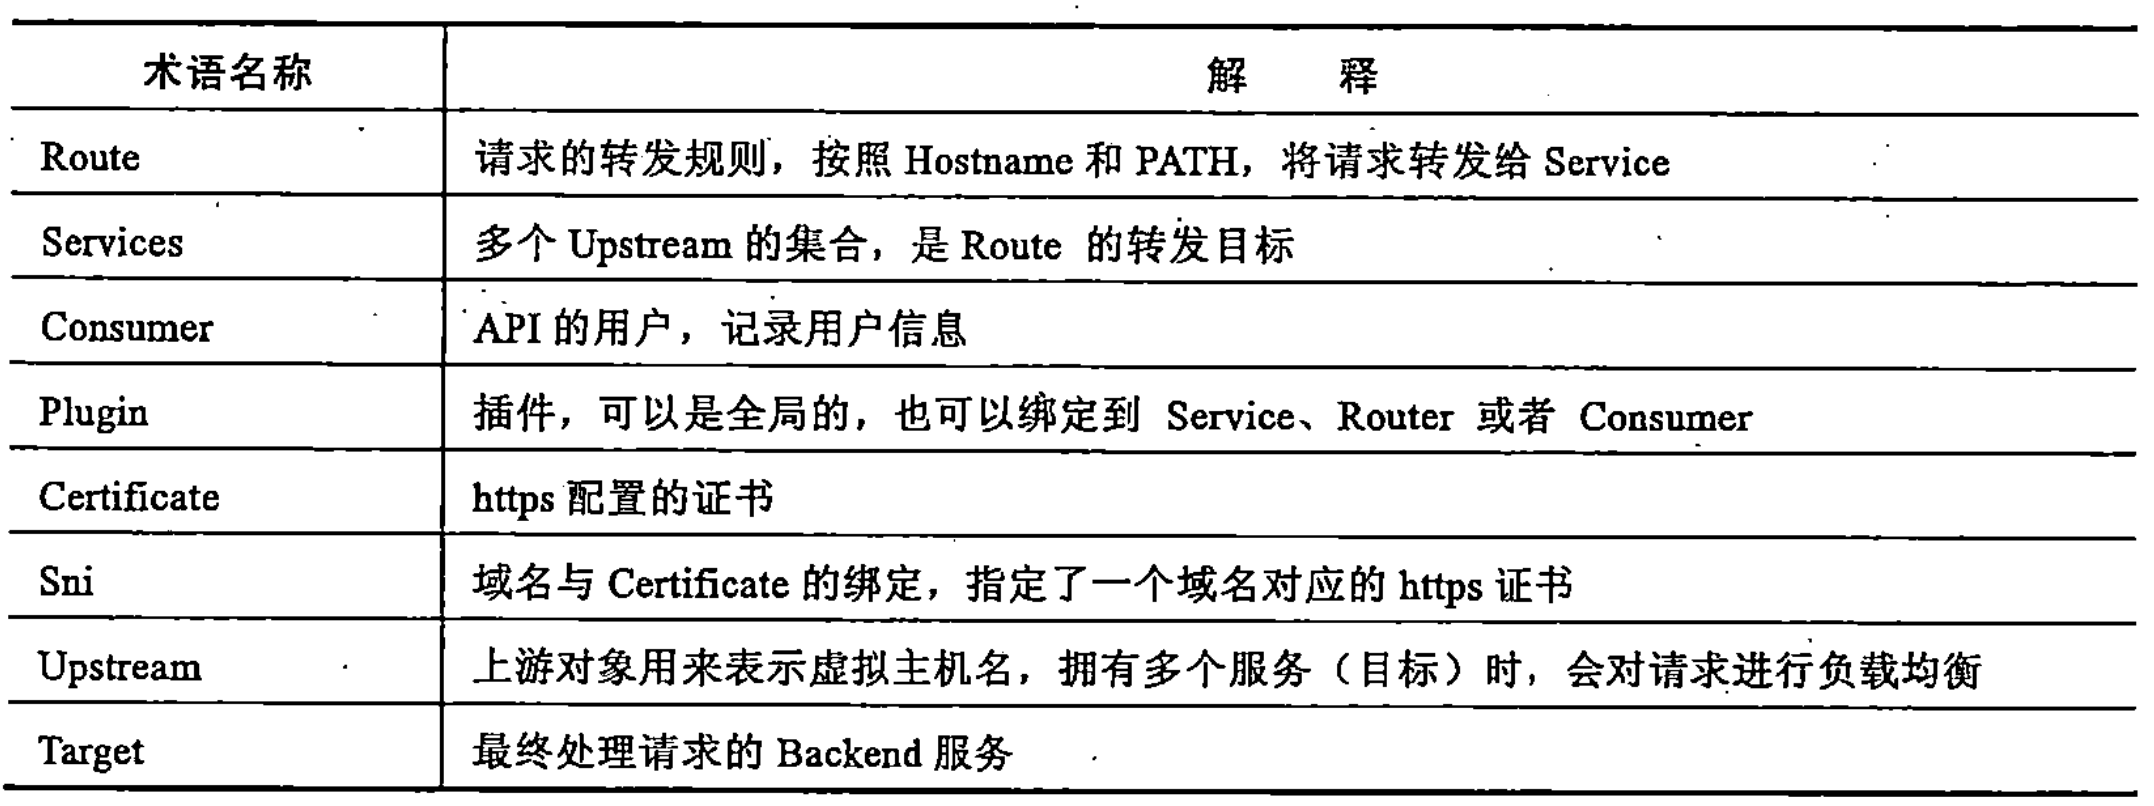 术语名称 解 释
Route 请求的转发规则，按照 Hostname 和 PATH，将请求转发给 Service
Services 多个 Upstream 的集合，是 Route 的转发目标
Consumer API 的用户，记录用户信息
Plugin 插件，可以是全局的，也可以绑定到 Service、Router 或者 Consumer
Certificate https 配置的证书
Sni 域名与 Certificate 的绑定，指定了一个域名对应的 https 证书
Upstream 上游对象用来表示虚拟主机名，拥有多个服务（目标）时，会对请求进行负载均衡
Target 最终处理请求的 Backend 服务